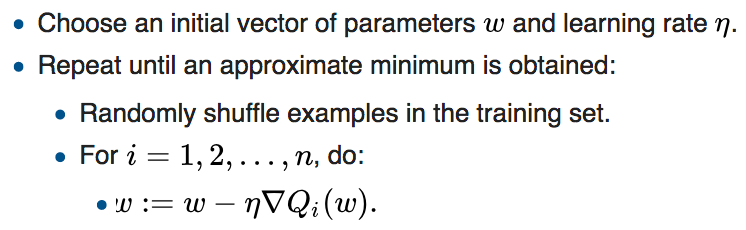 • Choose an initial vector of parameters w and learning rate η.
• Repeat until an approximate minimum is obtained:
• Randomly shuffle examples in the training set.
• For i = 1, 2, . . . , n, do:
• w := w − η∇Qᵢ(w).